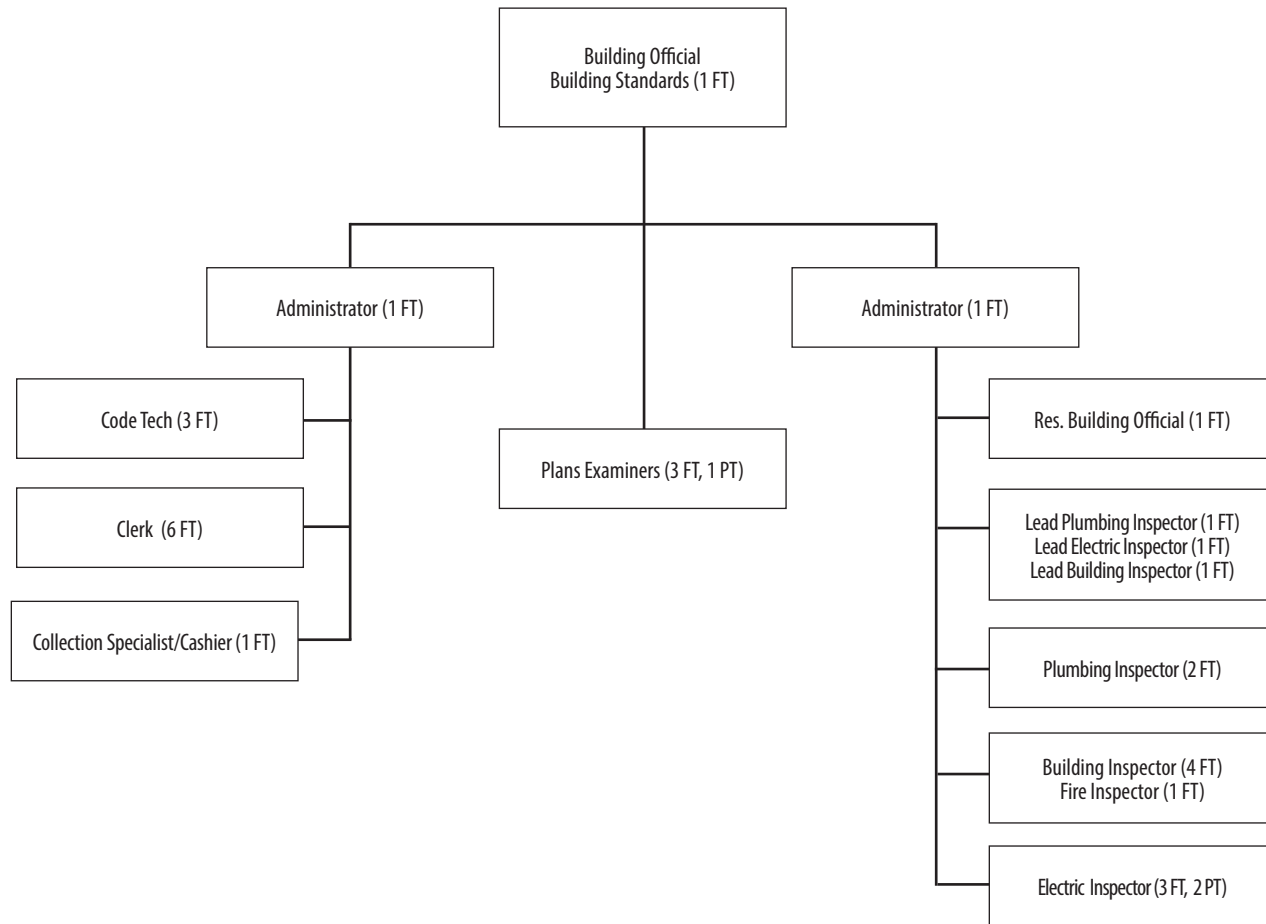 Building Official
Building Standards (1 FT)
Administrator (1 FT)
Administrator (1 FT)
Code Tech (3 FT)
Clerk (6 FT)
Collection Specialist/Cashier (1 FT)
Plans Examiners (3 FT, 1 PT)
Res. Building Official (1 FT)
Lead Plumbing Inspector (1 FT)
Lead Electric Inspector (1 FT)
Lead Building Inspector (1 FT)
Plumbing Inspector (2 FT)
Building Inspector (4 FT)
Fire Inspector (1 FT)
Electric Inspector (3 FT, 2 PT)